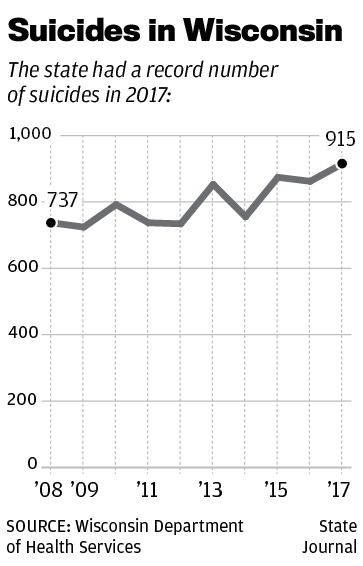 Suicides in Wisconsin
The state had a record number
of suicides in 2017:
1,000
915
800
737
600
400
200
0
'08 '09 '11 '13 '15 '17
SOURCE: Wisconsin Department
of Health Services
State
Journal